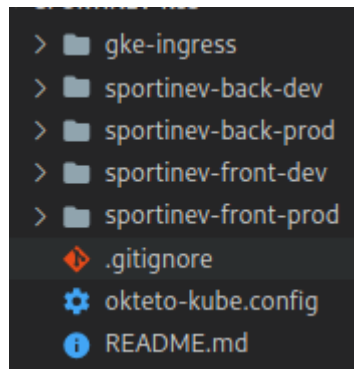 gke-ingress
sportinev-back-dev
sportinev-back-prod
sportinev-front-dev
sportinev-front-prod
.gitignore
okteto-kube.config
README.md